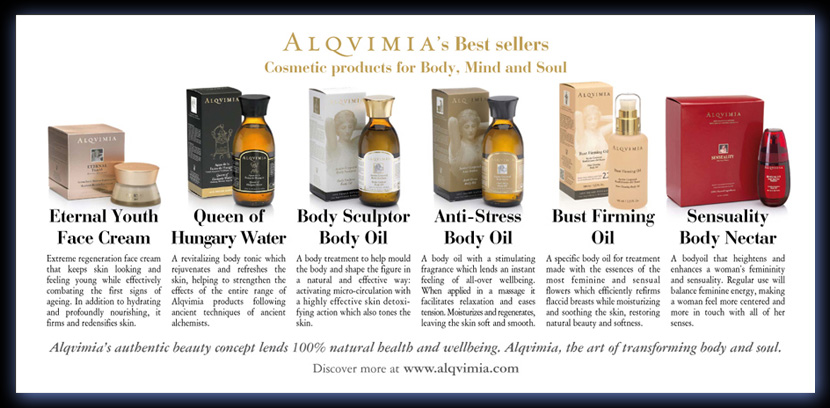 ALQVIMIA's Best sellers
Cosmetic products for Body, Mind and Soul
ALQVIMIA
ETERNAL
ALQVIMIA
ALQVIMIA
ALQVIMIA
ALQVIMIA
Bust Firming Oil
ALQVIMIA
SENSUALITY
Eternal Youth
Face Cream
Extreme regeneration face cream
that keeps skin looking and
feeling young while effectively
combating the first signs of
ageing. In addition to hydrating
and profoundly nourishing, it
firms and redensifies skin.
Queen of
Hungary Water
A revitalizing body tonic which
rejuvenates and refreshes the
skin, helping to strengthen the
effects of the entire range of
Alqvimia products following
ancient techniques of ancient
alchemists.
Body Sculptor
Body Oil
A body treatment to help mould
the body and shape the figure in
a natural and effective way:
activating micro-circulation with
a highly effective skin detoxi-
fying action which also tones the
skin.
Anti-Stress
Body Oil
A body oil with a stimulating
fragrance which lends an instant
feeling of all-over wellbeing.
When applied in a massage it
facilitates relaxation and eases
tension. Moisturizes and regenerates,
leaving the skin soft and smooth.
Bust Firming
Oil
A specific body oil for treatment
made with the essences of the
most feminine and sensual
flowers which efficiently refirms
flaccid breasts while moisturizing
and soothing the skin, restoring
natural beauty and softness.
Sensuality
Body Nectar
A bodyoil that heightens and
enhances a woman's femininity
and sensuality. Regular use will
balance feminine energy, making
a woman feel more centered and
more in touch with all of her
senses.
Alqvimia's authentic beauty concept lends 100% natural health and wellbeing. Alqvimia, the art of transforming body and soul.
Discover more at www.alqvimia.com